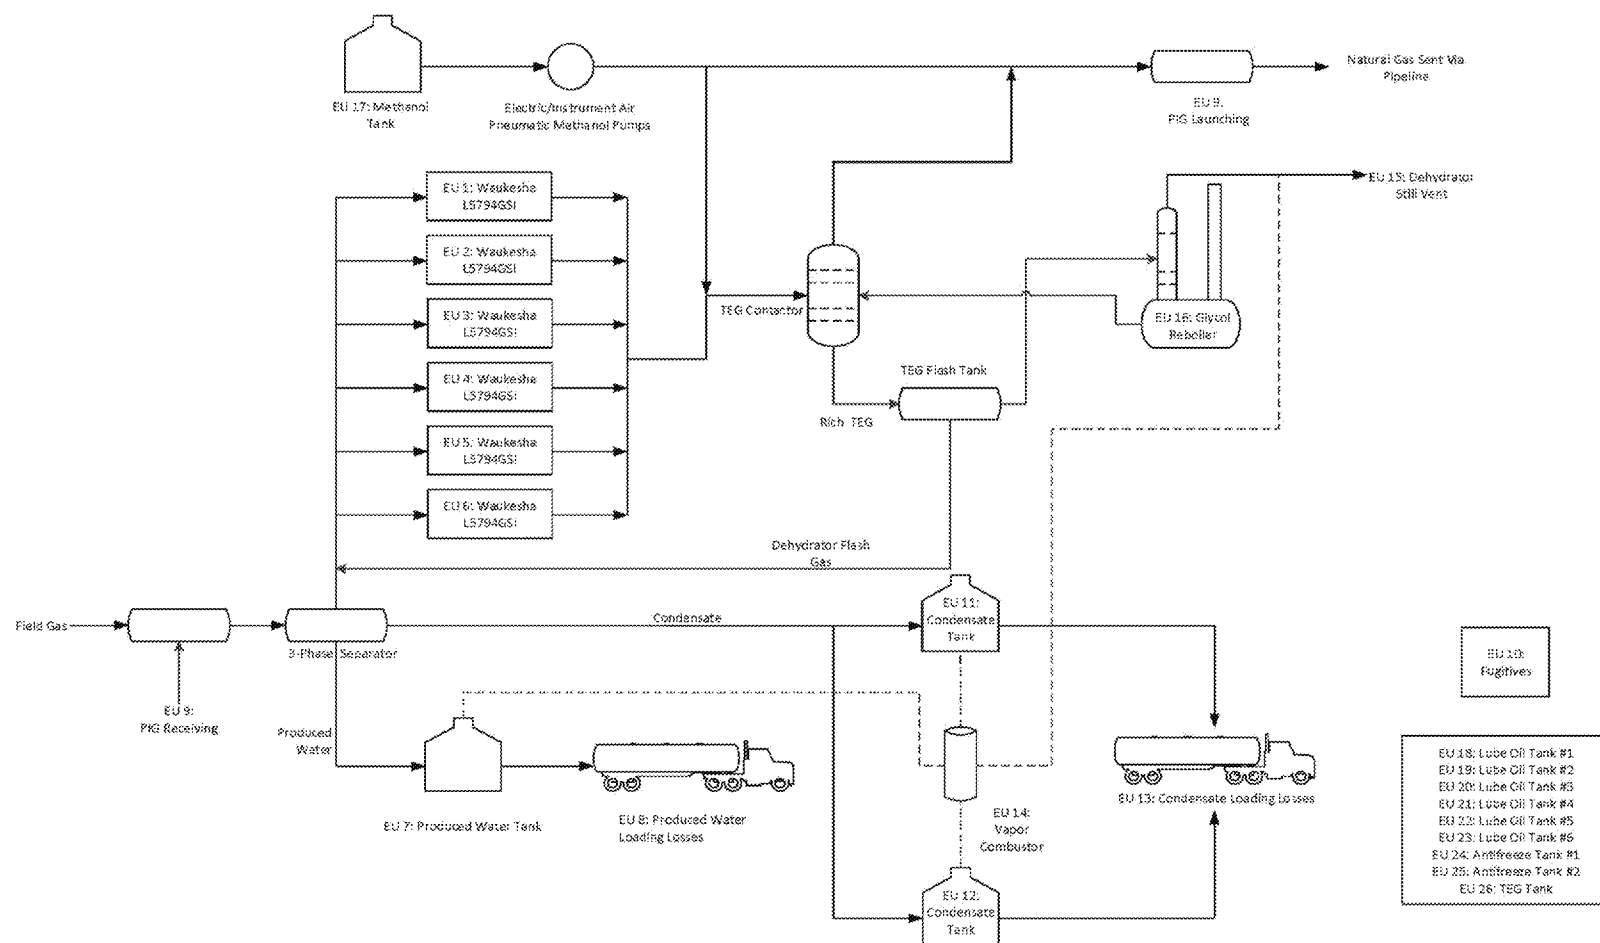 EU 17: Methanol
Tank
Electric/Instrument Air
Pneumatic Methanol Pumps
EU 9:
PIG Launching
Natural Gas Sent Via
Pipeline
EU 1: Waukesha
L5794GSI
EU 2: Waukesha
L5794GSI
EU 3: Waukesha
L5794GSI
EU 4: Waukesha
L5794GSI
EU 5: Waukesha
L5794GSI
EU 6: Waukesha
L5794GSI
TEG Contactor
EU 15: Dehydrator
Still Vent
EU 16: Glycol
Reboiler
TEG Flash Tank
Rich TEG
Dehydrator Flash
Gas
Field Gas
EU 9:
PIG Receiving
3-Phase Separator
Condensate
EU 11:
Condensate
Tank
Produced
Water
EU 7: Produced Water Tank
EU 8: Produced Water
Loading Losses
EU 14:
Vapor
Combustor
EU 12:
Condensate
Tank
EU 13: Condensate Loading Losses
EU 10:
Fugitives
EU 18: Lube Oil Tank #1
EU 19: Lube Oil Tank #2
EU 20: Lube Oil Tank #3
EU 21: Lube Oil Tank #4
EU 22: Lube Oil Tank #5
EU 23: Lube Oil Tank #6
EU 24: Antifreeze Tank #1
EU 25: Antifreeze Tank #2
EU 26: TEG Tank